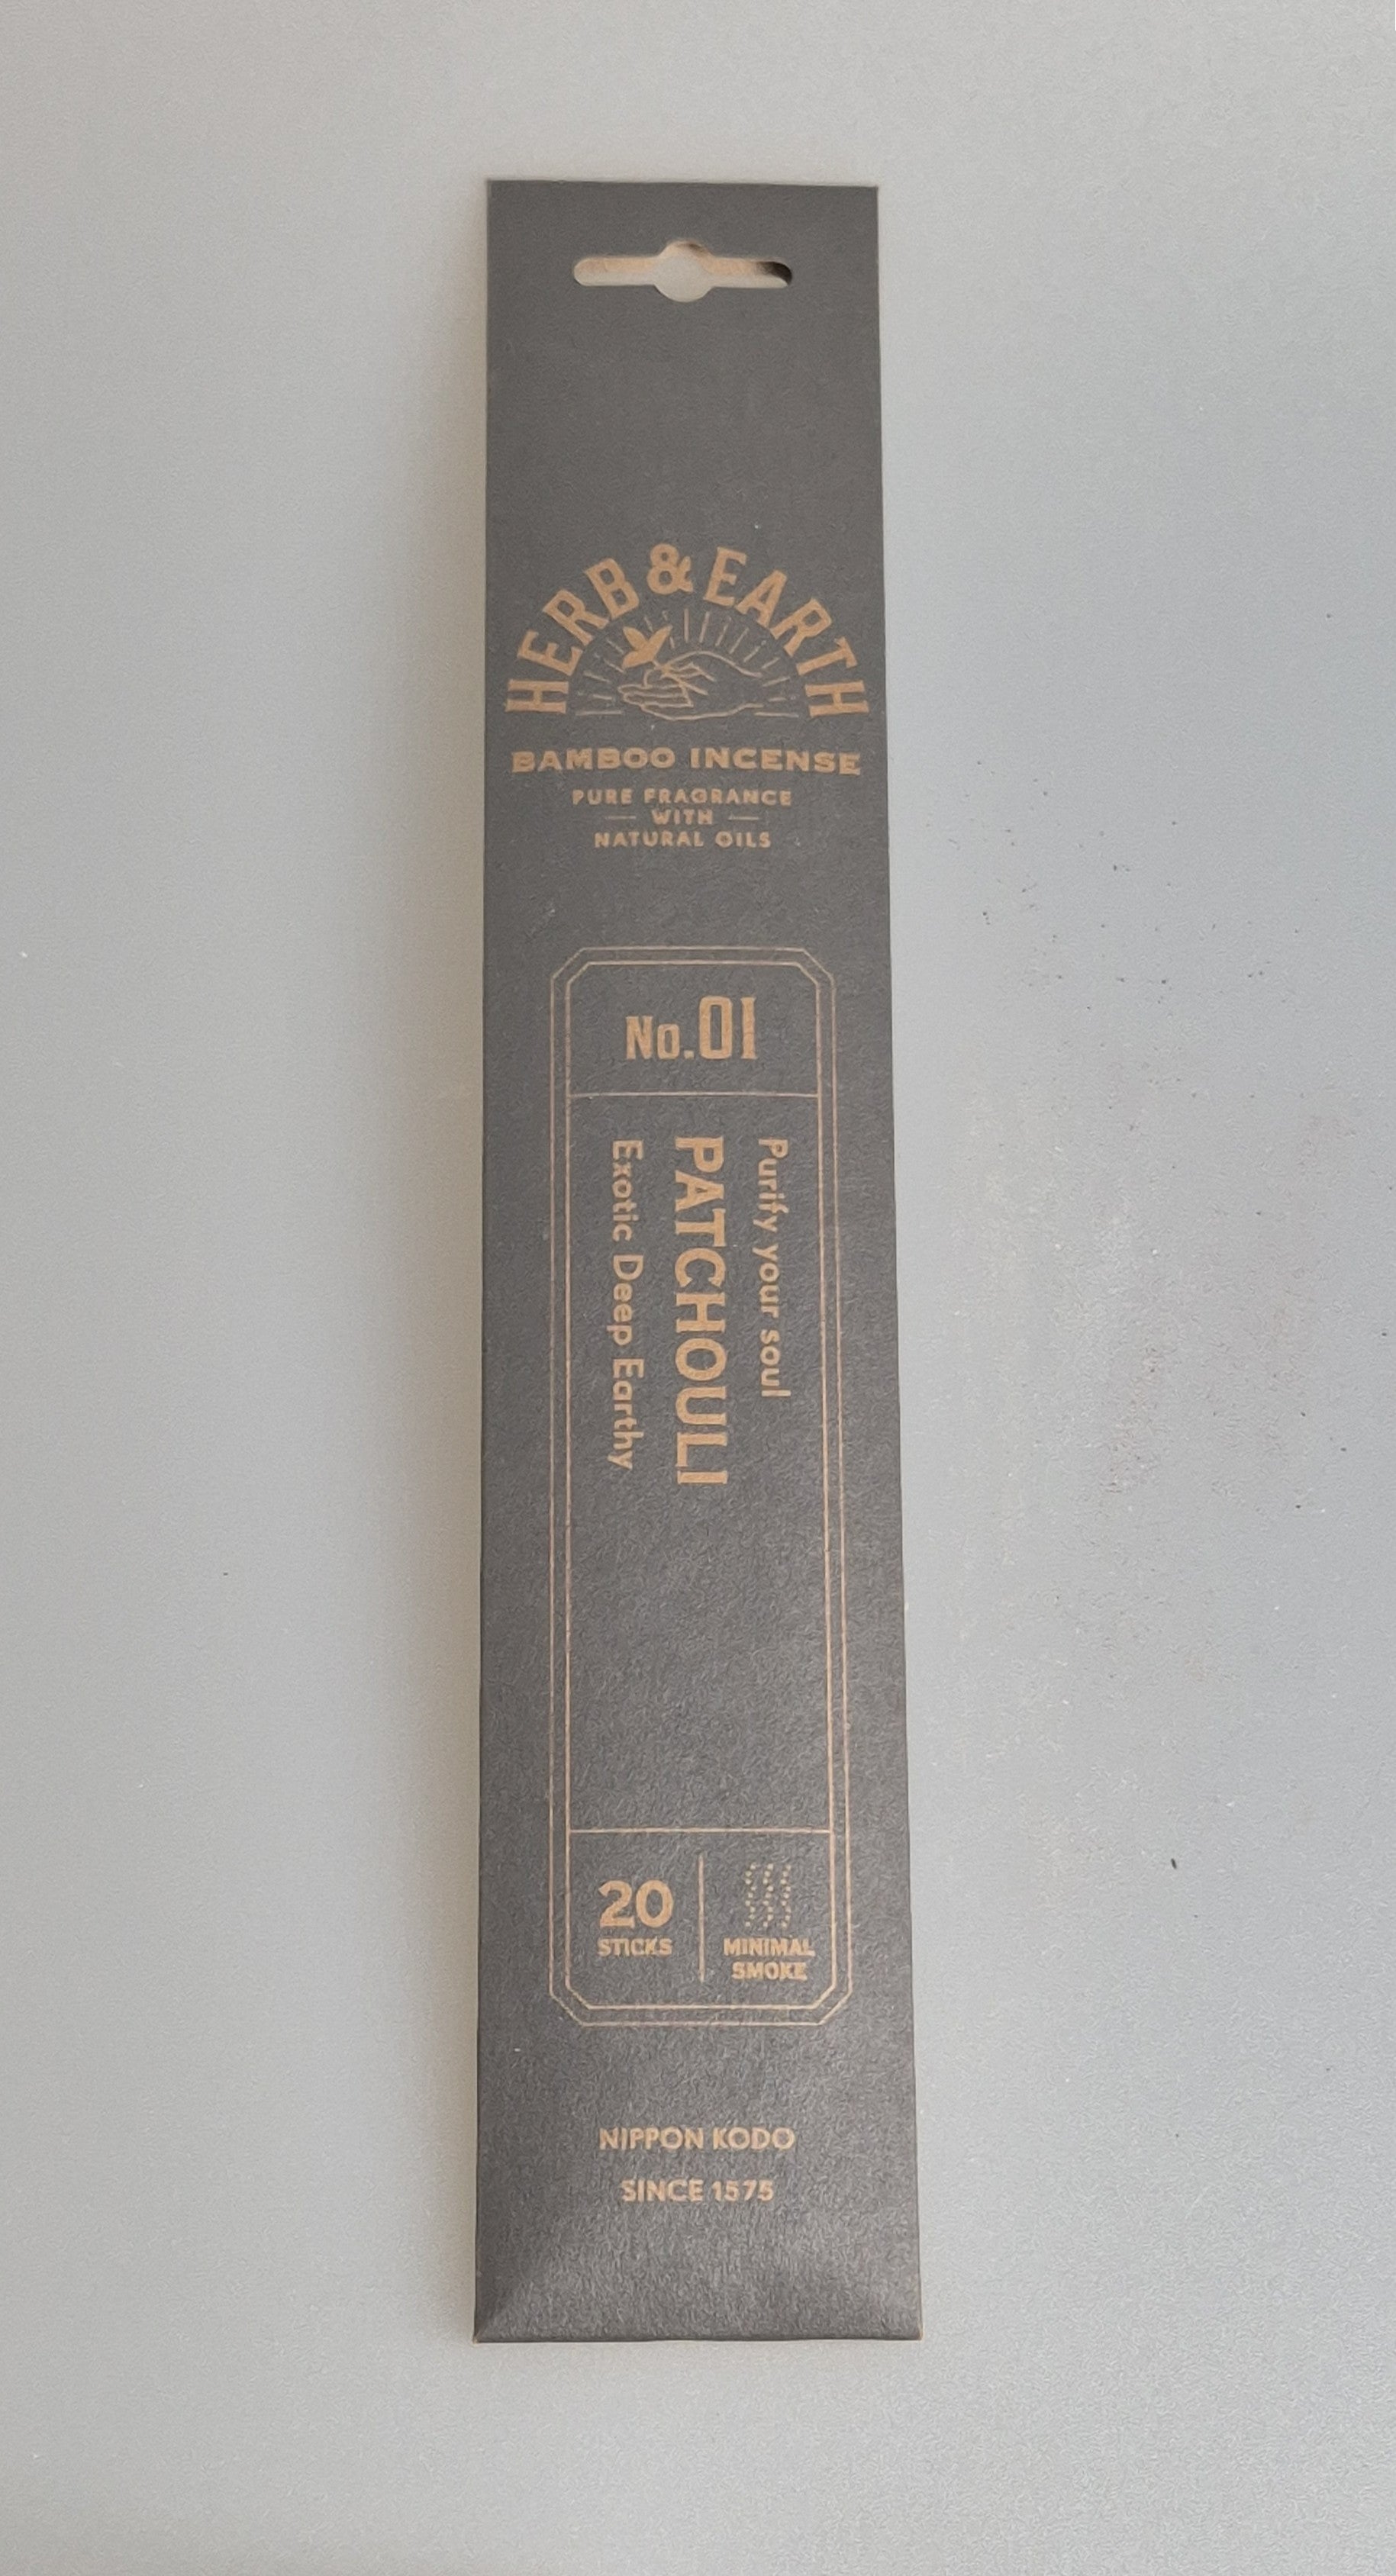 HERB & EARTH
BAMBOO INCENSE
PURE FRAGRANCE
WITH
NATURAL OILS
No.01
Purify your soul
PATCHOULI
Exotic Deep Earthy
20
STICKS
MINIMAL
SMOKE
NIPPON KODO
SINCE 1575